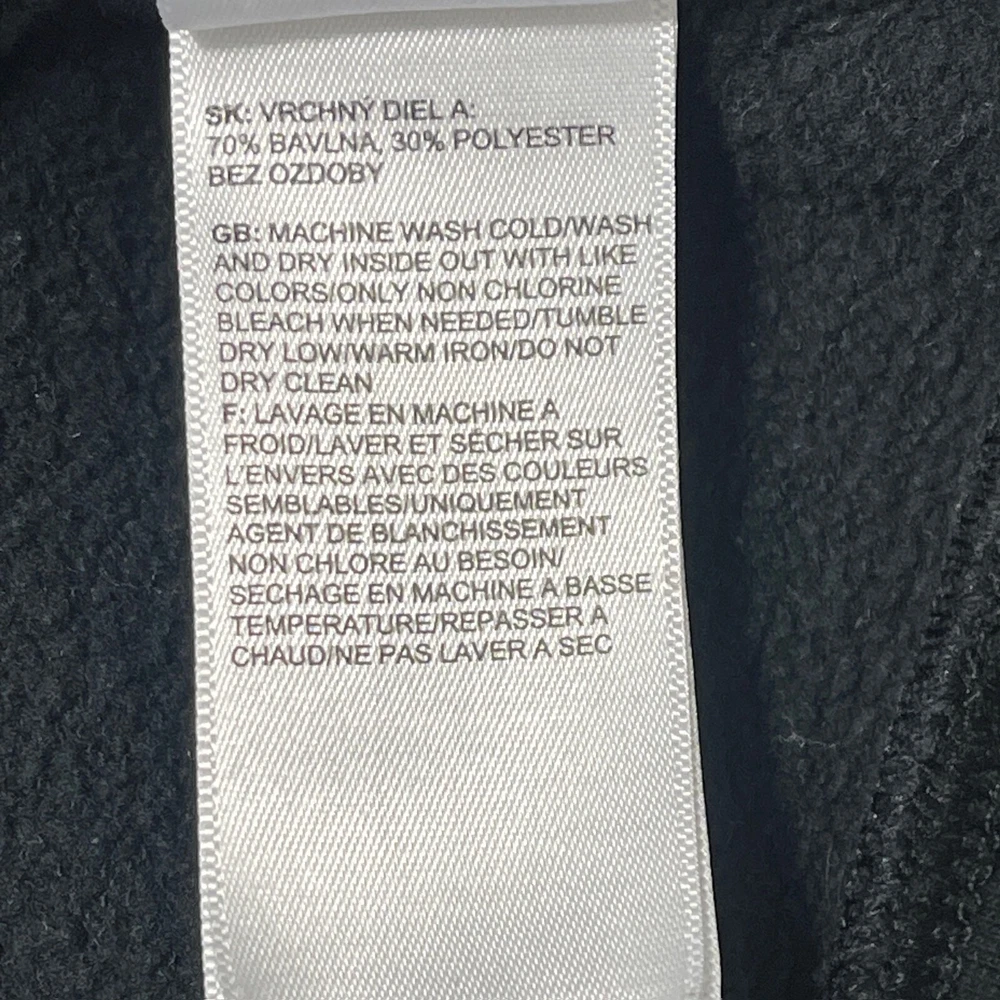 SK: VRCHNÝ DIEL A:
70% BAVLNA, 30% POLYESTER
BEZ OZDOBY
GB: MACHINE WASH COLD/WASH
AND DRY INSIDE OUT WITH LIKE
COLORS/ONLY NON CHLORINE
BLEACH WHEN NEEDED/TUMBLE
DRY LOW/WARM IRON/DO NOT
DRY CLEAN
F: LAVAGE EN MACHINE A
FROID/LAVER ET SÉCHER SUR
L'ENVERS AVEC DES COULEURS
SEMBLABLES/UNIQUEMENT
AGENT DE BLANCHISSEMENT
NON CHLORE AU BESOIN/
SECHAGE EN MACHINE A BASSE
TEMPERATURE/REPASSER A
CHAUD/NE PAS LAVER A SEC